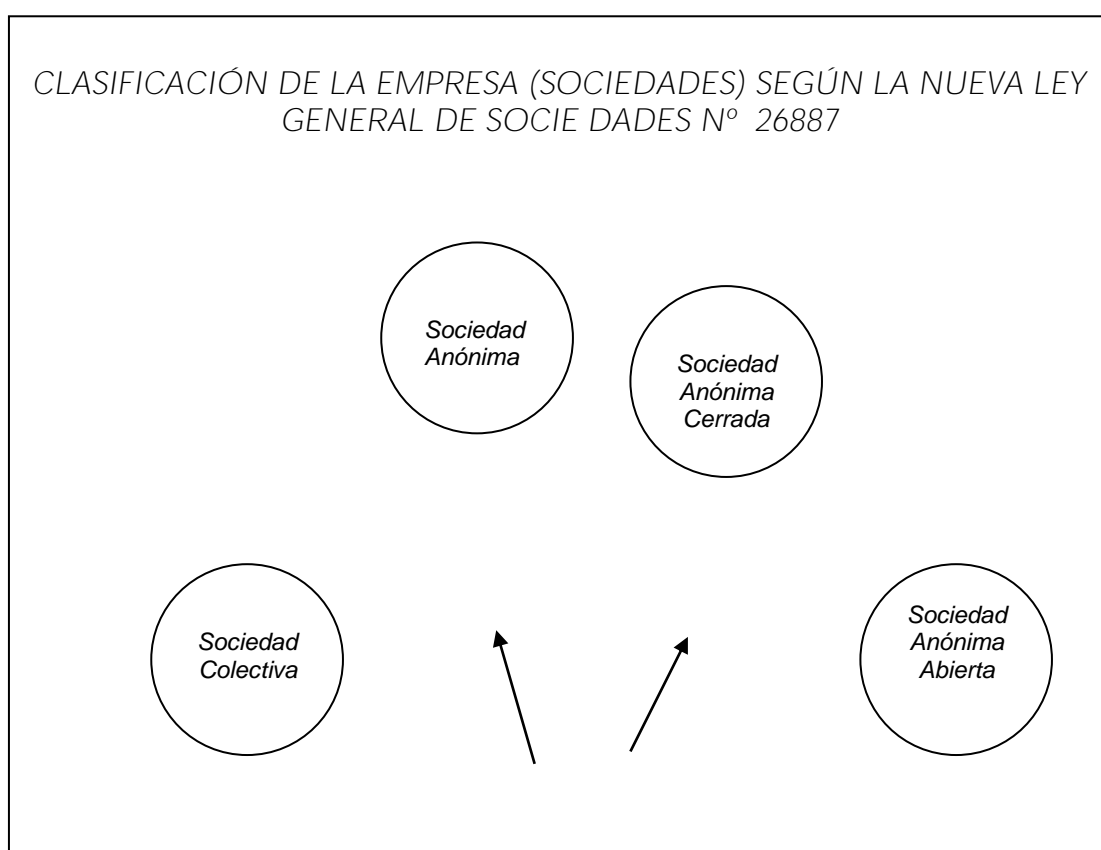 CLASIFICACIÓN DE LA EMPRESA (SOCIEDADES) SEGÚN LA NUEVA LEY
GENERAL DE SOCIE DADES Nº 26887
Sociedad
Anónima
Sociedad
Anónima
Cerrada
Sociedad
Colectiva
Sociedad
Anónima
Abierta